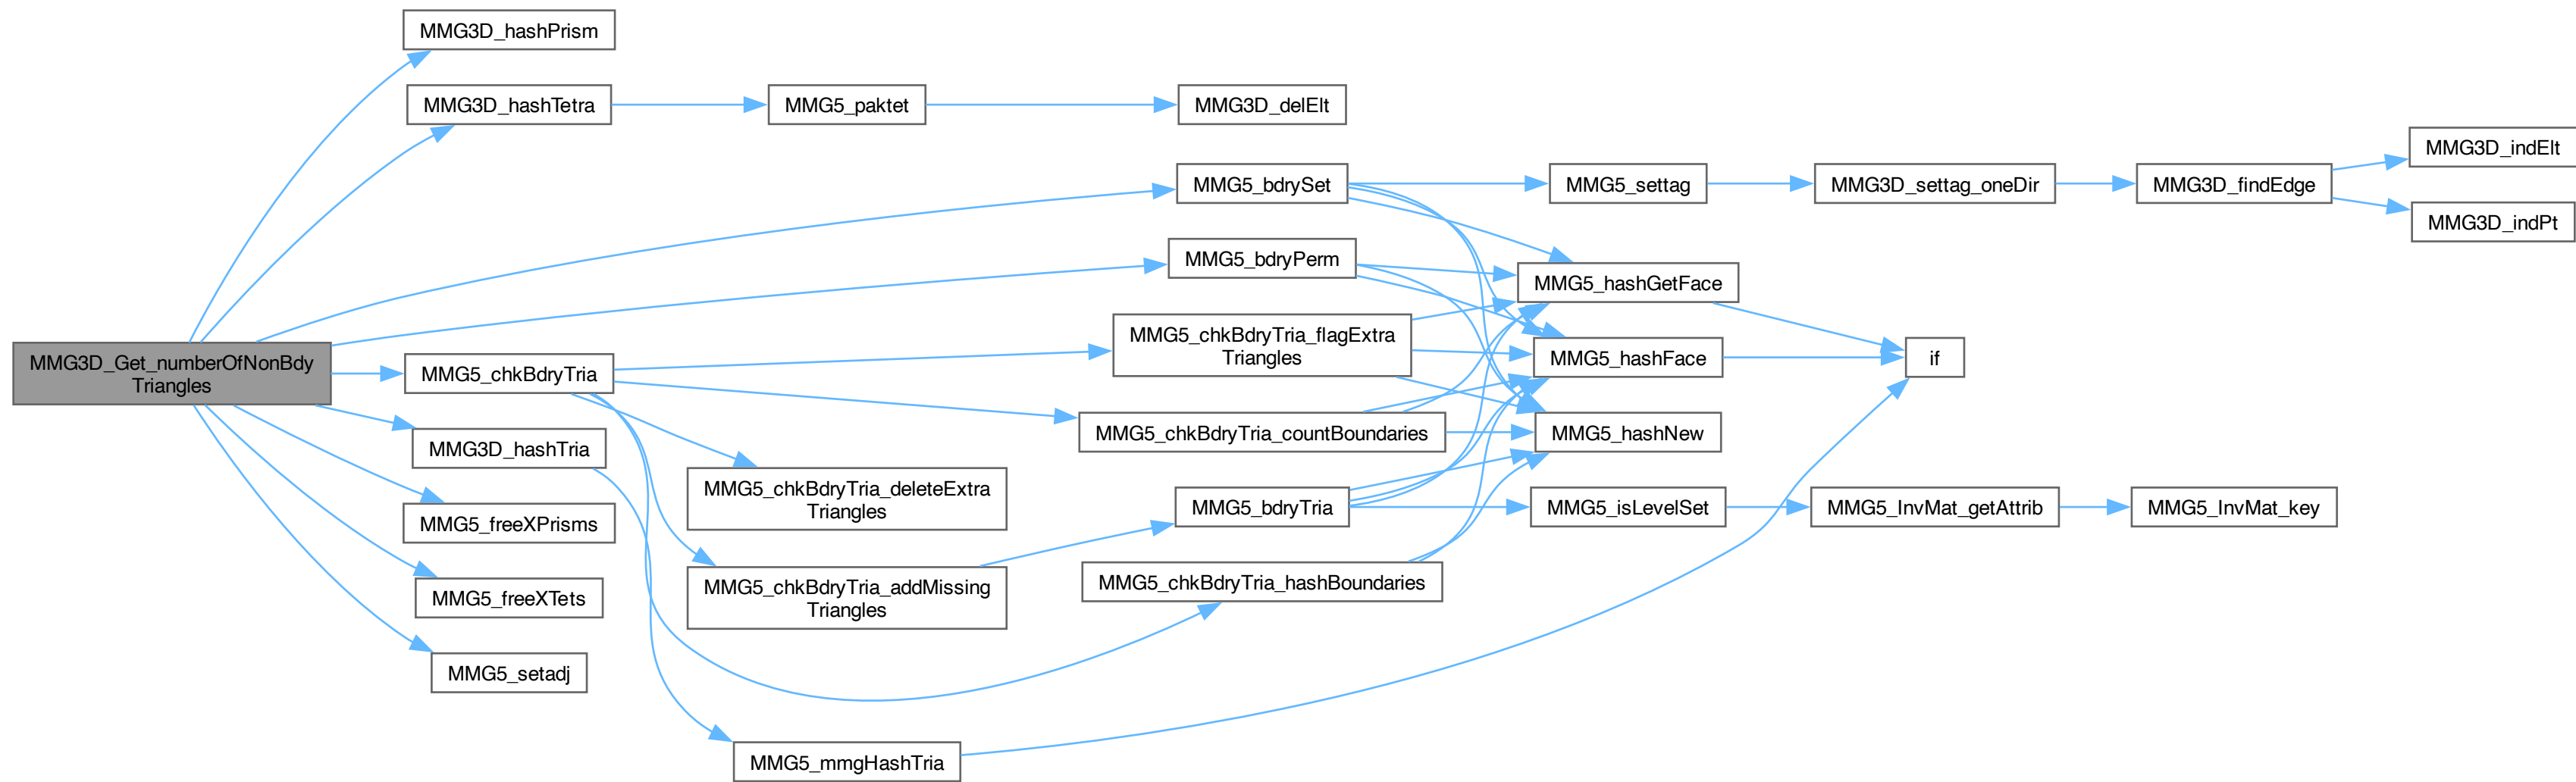 MMG3D_Get_numberOfNonBdy
Triangles
MMG3D_hashPrism
MMG3D_hashTetra
MMG5_paktet
MMG3D_delElt
MMG5_bdrySet
MMG5_settag
MMG3D_settag_oneDir
MMG3D_findEdge
MMG3D_indElt
MMG3D_indPt
MMG5_bdryPerm
MMG5_hashGetFace
MMG5_hashFace
MMG5_hashNew
if
MMG5_chkBdryTria
MMG5_chkBdryTria_flagExtra
Triangles
MMG5_chkBdryTria_countBoundaries
MMG5_chkBdryTria_deleteExtra
Triangles
MMG5_chkBdryTria_addMissing
Triangles
MMG5_bdryTria
MMG5_isLevelSet
MMG5_InvMat_getAttrib
MMG5_InvMat_key
MMG5_chkBdryTria_hashBoundaries
MMG3D_hashTria
MMG5_mmgHashTria
MMG5_freeXPrisms
MMG5_freeXTets
MMG5_setadj